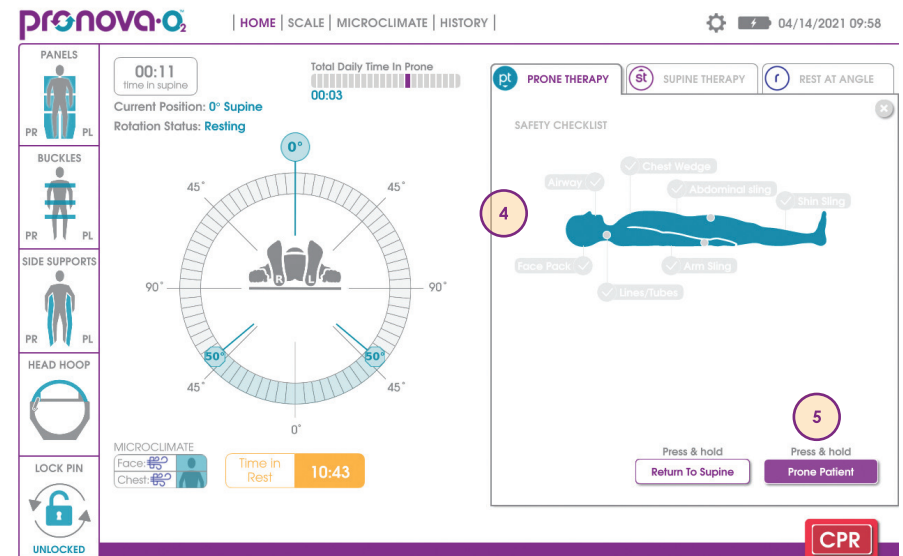 pronova·O2
HOME | SCALE | MICROCLIMATE | HISTORY |
04/14/2021 09:58
PANELS
PR PL
BUCKLES
PR PL
SIDE SUPPORTS
PR PL
HEAD HOOP
LOCK PIN
UNLOCKED
00:11
time in supine
Total Daily Time In Prone
00:03
Current Position: 0° Supine
Rotation Status: Resting
0°
45° 45°
R L
90° 90°
50° 50°
45° 45°
0°
MICROCLIMATE
Face:
Chest:
Time in
Rest
10:43
pt PRONE THERAPY
st SUPINE THERAPY
r REST AT ANGLE
SAFETY CHECKLIST
Chest Wedge
Airway
Abdominal sling
Shin Sling
4
Face Pack
Arm Sling
Lines/Tubes
5
Press & hold
Return To Supine
Press & hold
Prone Patient
CPR